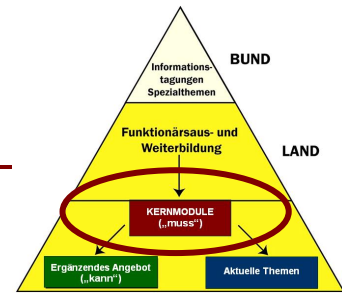 BUND
Informations-
tagungen
Spezialthemen
Funktionärsaus- und
Weiterbildung
LAND
KERNMODULE
(„muss“)
Ergänzendes Angebot
(„kann“)
Aktuelle Themen